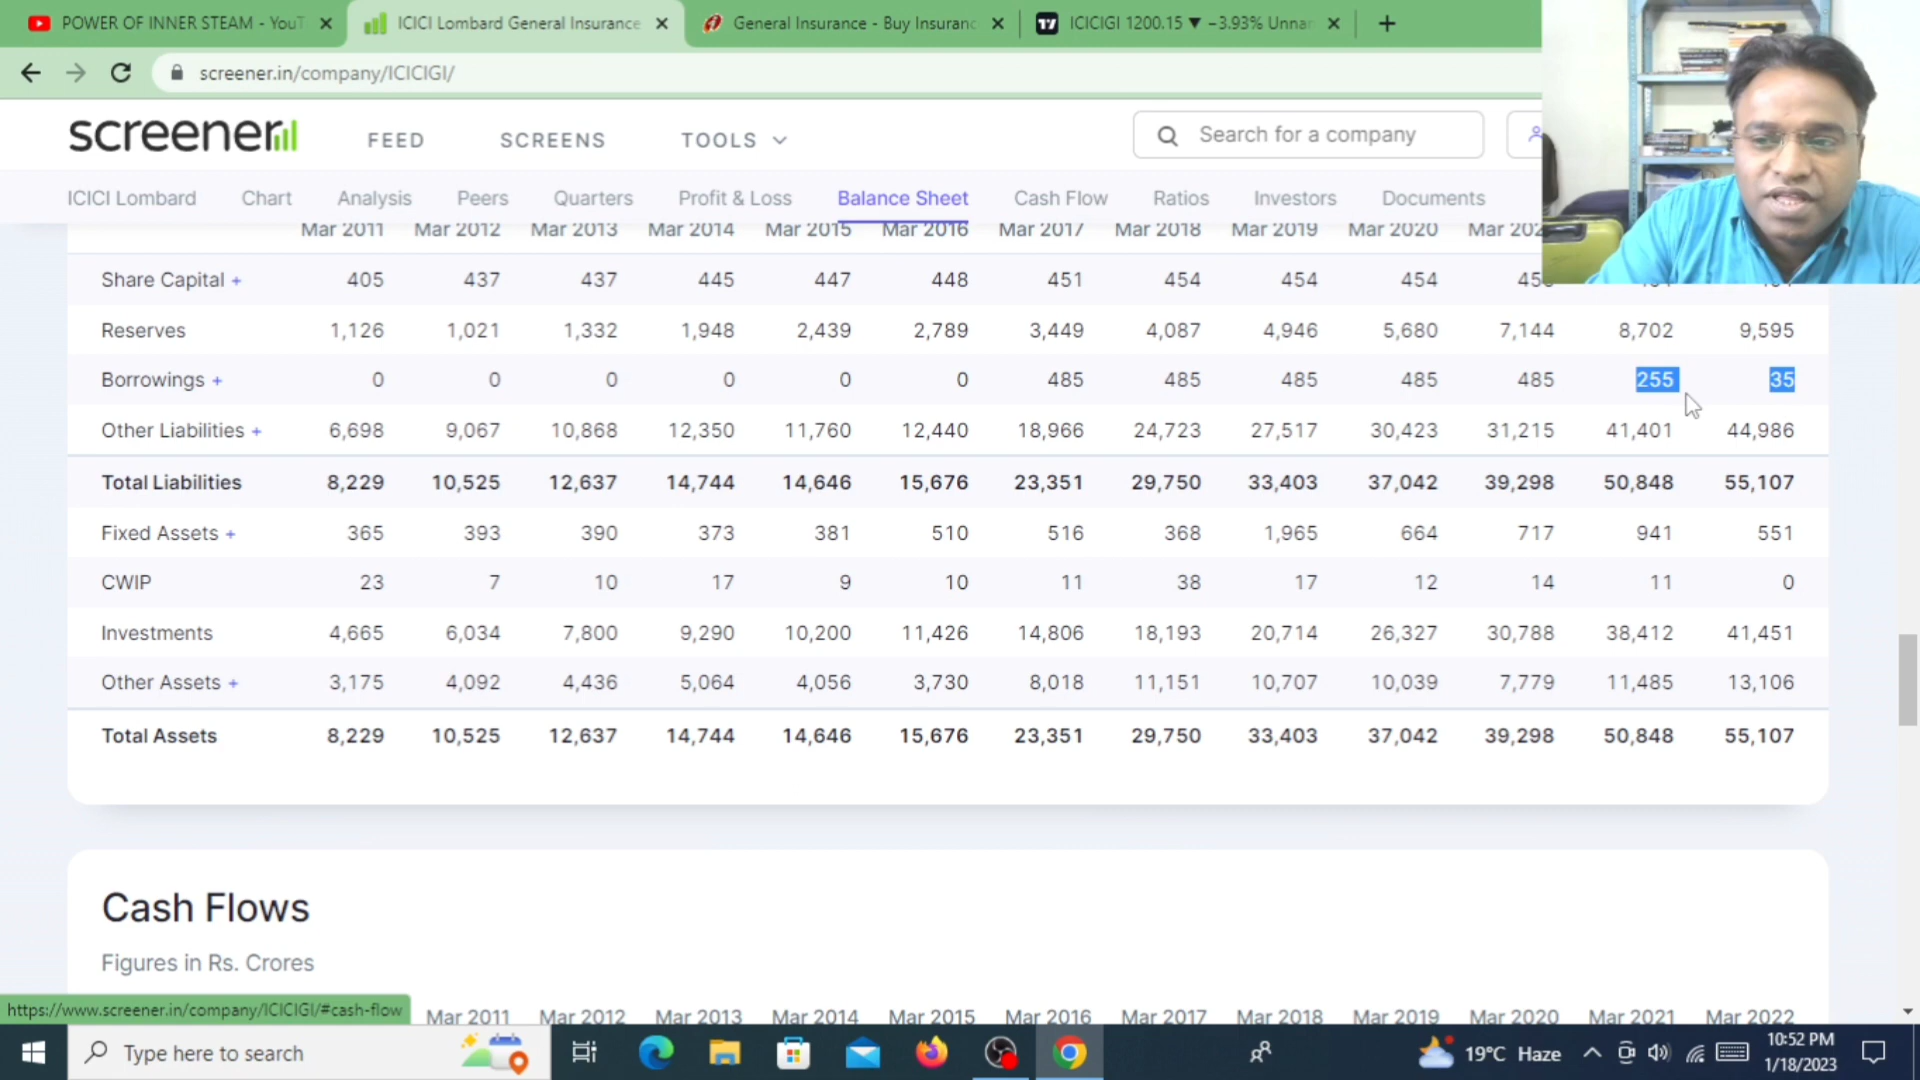 POWER OF INNER STEAM - YouT
ICICI Lombard General Insurance
General Insurance - Buy Insuranc
ICICIGI 1200.15 ▼ −3.93% Unnar
screener.in/company/ICICIGI/
screener
FEED
SCREENS
TOOLS
Search for a company
ICICI Lombard Chart Analysis Peers Quarters Profit & Loss Balance Sheet Cash Flow Ratios Investors Documents
Mar 2011 Mar 2012 Mar 2013 Mar 2014 Mar 2015 Mar 2016 Mar 2017 Mar 2018 Mar 2019 Mar 2020 Mar 202
Share Capital + 405 437 437 445 447 448 451 454 454 454 45
Reserves 1,126 1,021 1,332 1,948 2,439 2,789 3,449 4,087 4,946 5,680 7,144 8,702 9,595
Borrowings + 0 0 0 0 0 0 485 485 485 485 485 255 35
Other Liabilities + 6,698 9,067 10,868 12,350 11,760 12,440 18,966 24,723 27,517 30,423 31,215 41,401 44,986
Total Liabilities 8,229 10,525 12,637 14,744 14,646 15,676 23,351 29,750 33,403 37,042 39,298 50,848 55,107
Fixed Assets + 365 393 390 373 381 510 516 368 1,965 664 717 941 551
CWIP 23 7 10 17 9 10 11 38 17 12 14 11 0
Investments 4,665 6,034 7,800 9,290 10,200 11,426 14,806 18,193 20,714 26,327 30,788 38,412 41,451
Other Assets + 3,175 4,092 4,436 5,064 4,056 3,730 8,018 11,151 10,707 10,039 7,779 11,485 13,106
Total Assets 8,229 10,525 12,637 14,744 14,646 15,676 23,351 29,750 33,403 37,042 39,298 50,848 55,107
Cash Flows
Figures in Rs. Crores
https://www.screener.in/company/ICICIGI/#cash-flow
Mar 2011 Mar 2012 Mar 2013 Mar 2014 Mar 2015 Mar 2016 Mar 2017 Mar 2018 Mar 2019 Mar 2020 Mar 2021 Mar 2022
Type here to search
19°C Haze
10:52 PM
1/18/2023